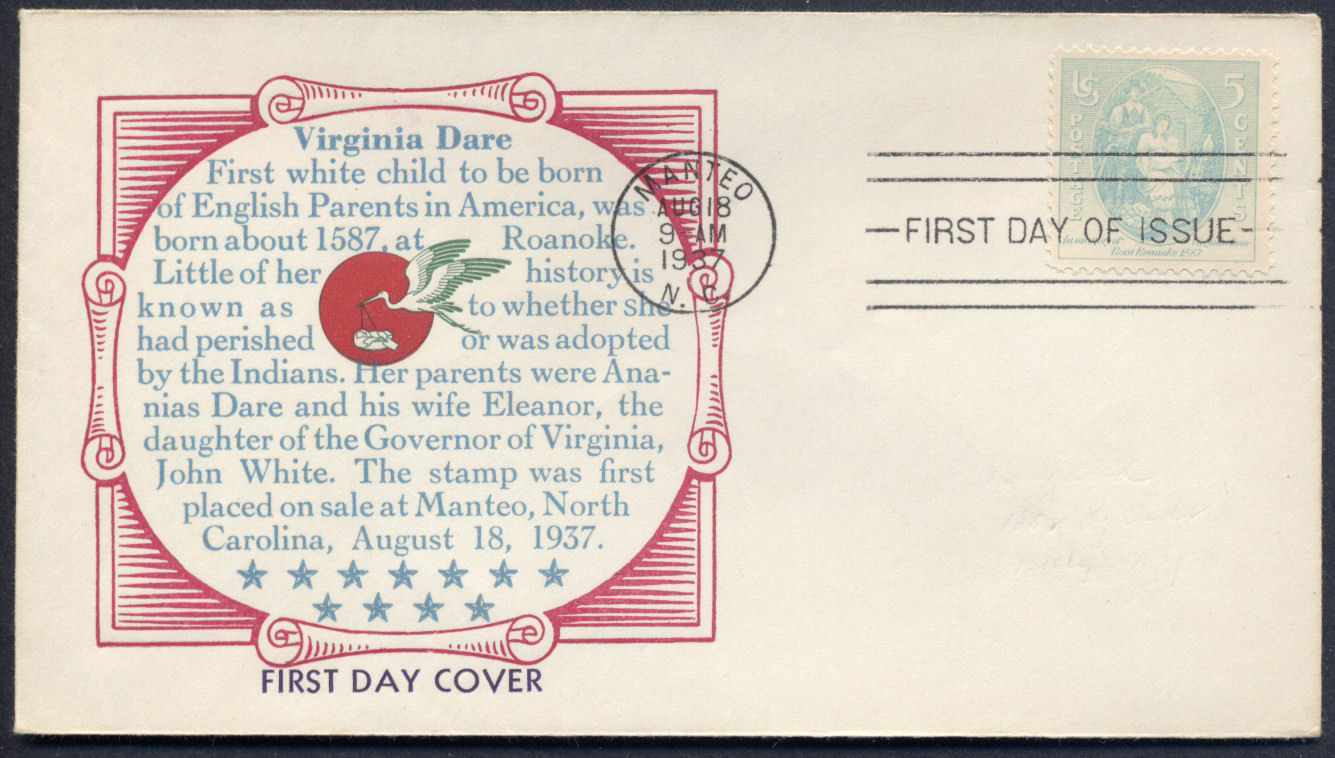 Virginia Dare
First white child to be born
of English Parents in America, was
born about 1587, at Roanoke.
Little of her history is
known as to whether she
had perished or was adopted
by the Indians. Her parents were Ana-
nias Dare and his wife Eleanor, the
daughter of the Governor of Virginia,
John White. The stamp was first
placed on sale at Manteo, North
Carolina, August 18, 1937.
FIRST DAY COVER
MANTEO
AUG 18
9-AM
1937
N. C.
US POSTAGE
5 CENTS
FIRST DAY OF ISSUE
Born Roanoke 1587